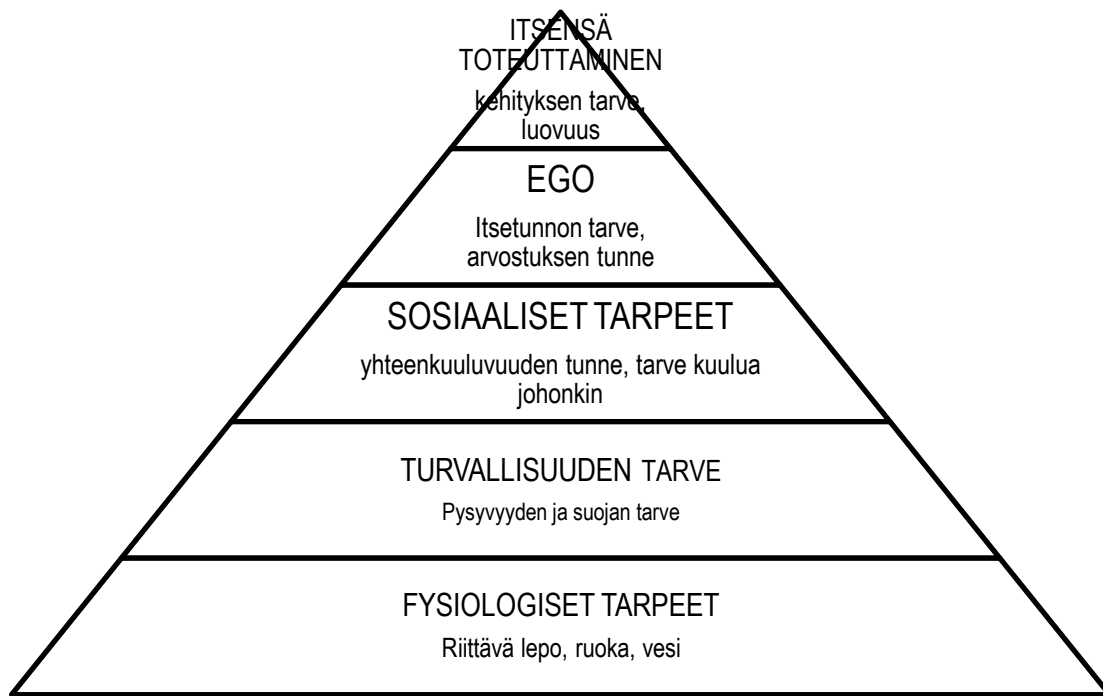 ITSENSÄ
TOTEUTTAMINEN
kehityksen tarve,
luovuus
EGO
Itsetunnon tarve,
arvostuksen tunne
SOSIAALISET TARPEET
yhteenkuuluvuuden tunne, tarve kuulua
johonkin
TURVALLISUUDEN TARVE
Pysyvyyden ja suojan tarve
FYSIOLOGISET TARPEET
Riittävä lepo, ruoka, vesi